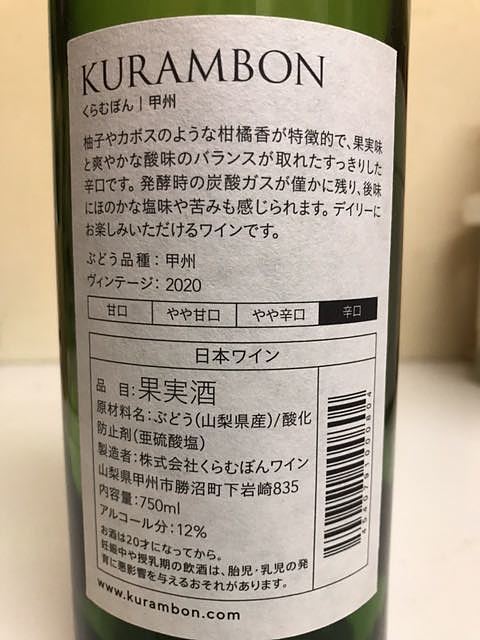 KURAMBON
くらむぼん | 甲州
柚子やカボスのような柑橘香が特徴的で、果実味
と爽やかな酸味のバランスが取れたすっきりした
辛口です。発酵時の炭酸ガスが僅かに残り、後味
にほのかな塩味や苦みも感じられます。デイリーに
お楽しみいただけるワインです。
ぶどう品種：甲州
ヴィンテージ：2020
甘口 やや甘口 やや辛口 辛口
日本ワイン
品 目：果実酒
原材料名：ぶどう(山梨県産)/酸化
防止剤(亜硫酸塩)
製造者：株式会社くらむぼんワイン
山梨県甲州市勝沼町下岩崎835
内容量：750ml
アルコール分：12%
お酒は20才になってから。
妊娠中や授乳期の飲酒は、胎児・乳児の発
育に悪影響を与えるおそれがあります。
www.kurambon.com
4540791000804